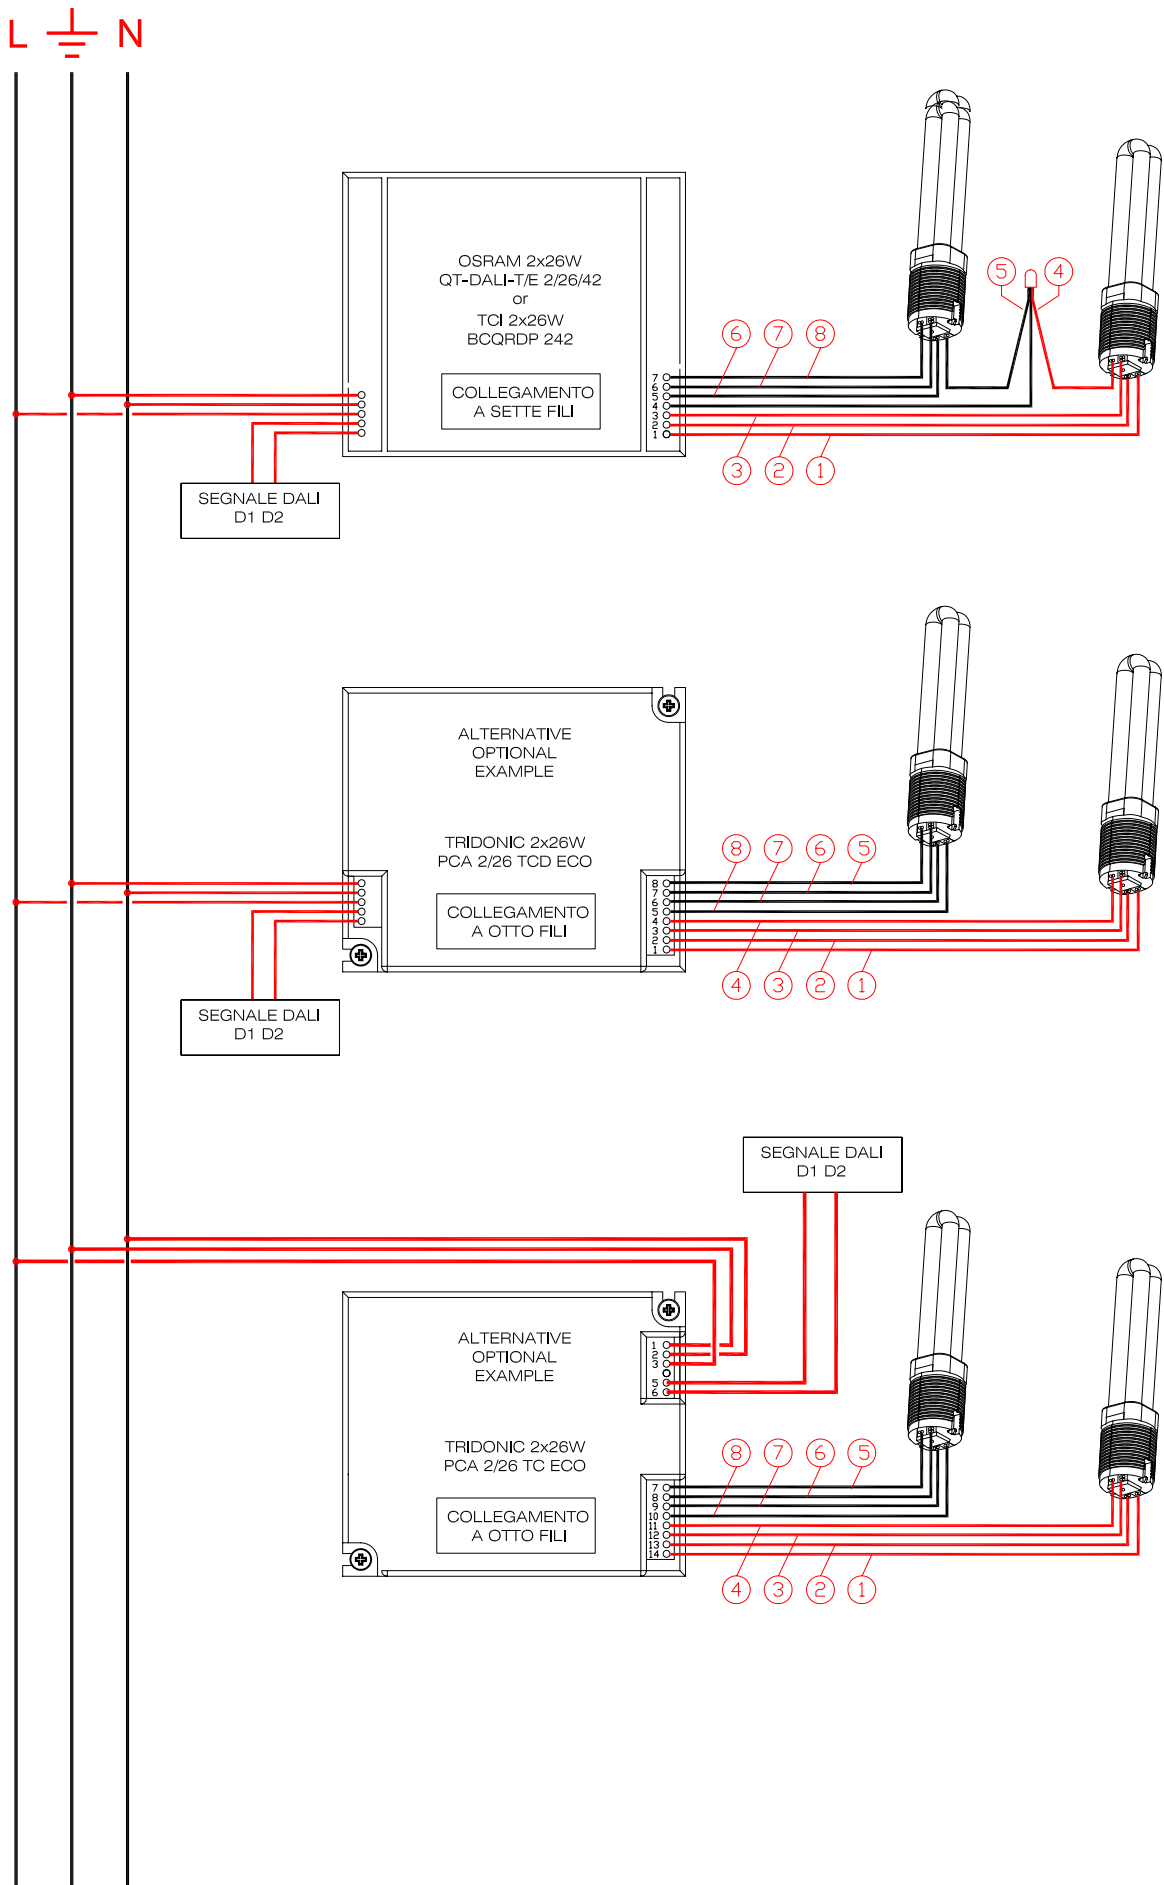 L N
OSRAM 2x26W
QT-DALI-T/E 2/26/42
or
TCI 2x26W
BCQRDP 242
COLLEGAMENTO
A SETTE FILI
7
6
5
4
3
2
1
6 7 8
5 4
3 2 1
SEGNALE DALI
D1 D2
ALTERNATIVE
OPTIONAL
EXAMPLE
TRIDONIC 2x26W
PCA 2/26 TCD ECO
COLLEGAMENTO
A OTTO FILI
8
7
6
5
4
3
2
1
8 7 6 5
4 3 2 1
SEGNALE DALI
D1 D2
SEGNALE DALI
D1 D2
ALTERNATIVE
OPTIONAL
EXAMPLE
1
2
3
5
6
TRIDONIC 2x26W
PCA 2/26 TC ECO
COLLEGAMENTO
A OTTO FILI
7
8
9
10
11
12
13
14
8 7 6 5
4 3 2 1